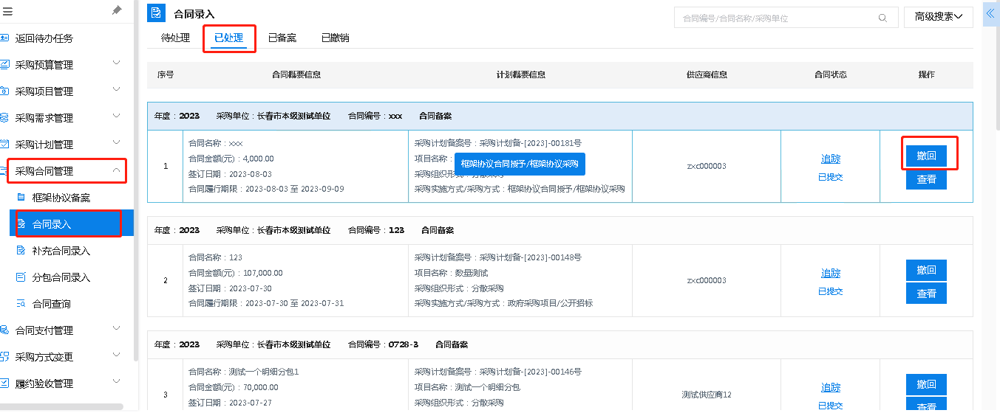 合同录入
合同编号/合同名称/采购单位
高级搜索
待处理 已处理 已备案 已撤销
返回待办任务
采购预算管理
采购项目管理
采购需求管理
采购计划管理
采购合同管理
框架协议备案
合同录入
补充合同录入
分包合同录入
合同查询
合同支付管理
采购方式变更
履约验收管理
序号 合同概要信息 计划概要信息 供应商信息 合同状态 操作
年度：2023 采购单位：长春市本级测试单位 合同编号：xxx 合同备案
1
合同名称：xxx
合同金额(元)：4,000.00
签订日期：2023-08-03
合同履行期限：2023-08-03 至 2023-09-09
采购计划备案号：采购计划备-[2023]-00181号
项目名称：
框架协议合同授予/框架协议采购
采购组织形式：分散采购
采购实施方式/采购方式：框架协议合同授予/框架协议采购
zxc000003
追踪
已提交
撤回
查看
年度：2023 采购单位：长春市本级测试单位 合同编号：123 合同备案
2
合同名称：123
合同金额(元)：107,000.00
签订日期：2023-07-30
合同履行期限：2023-07-30 至 2023-07-31
采购计划备案号：采购计划备-[2023]-00148号
项目名称：数量测试
采购组织形式：分散采购
采购实施方式/采购方式：政府采购项目/公开招标
zxc000003
追踪
已提交
撤回
查看
年度：2023 采购单位：长春市本级测试单位 合同编号：0728-3 合同备案
3
合同名称：测试一个明细分包1
合同金额(元)：70,000.00
签订日期：2023-07-27
采购计划备案号：采购计划备-[2023]-00146号
项目名称：测试一个明细分包
采购组织形式：分散采购
测试供应商12
追踪
已提交
撤回
查看